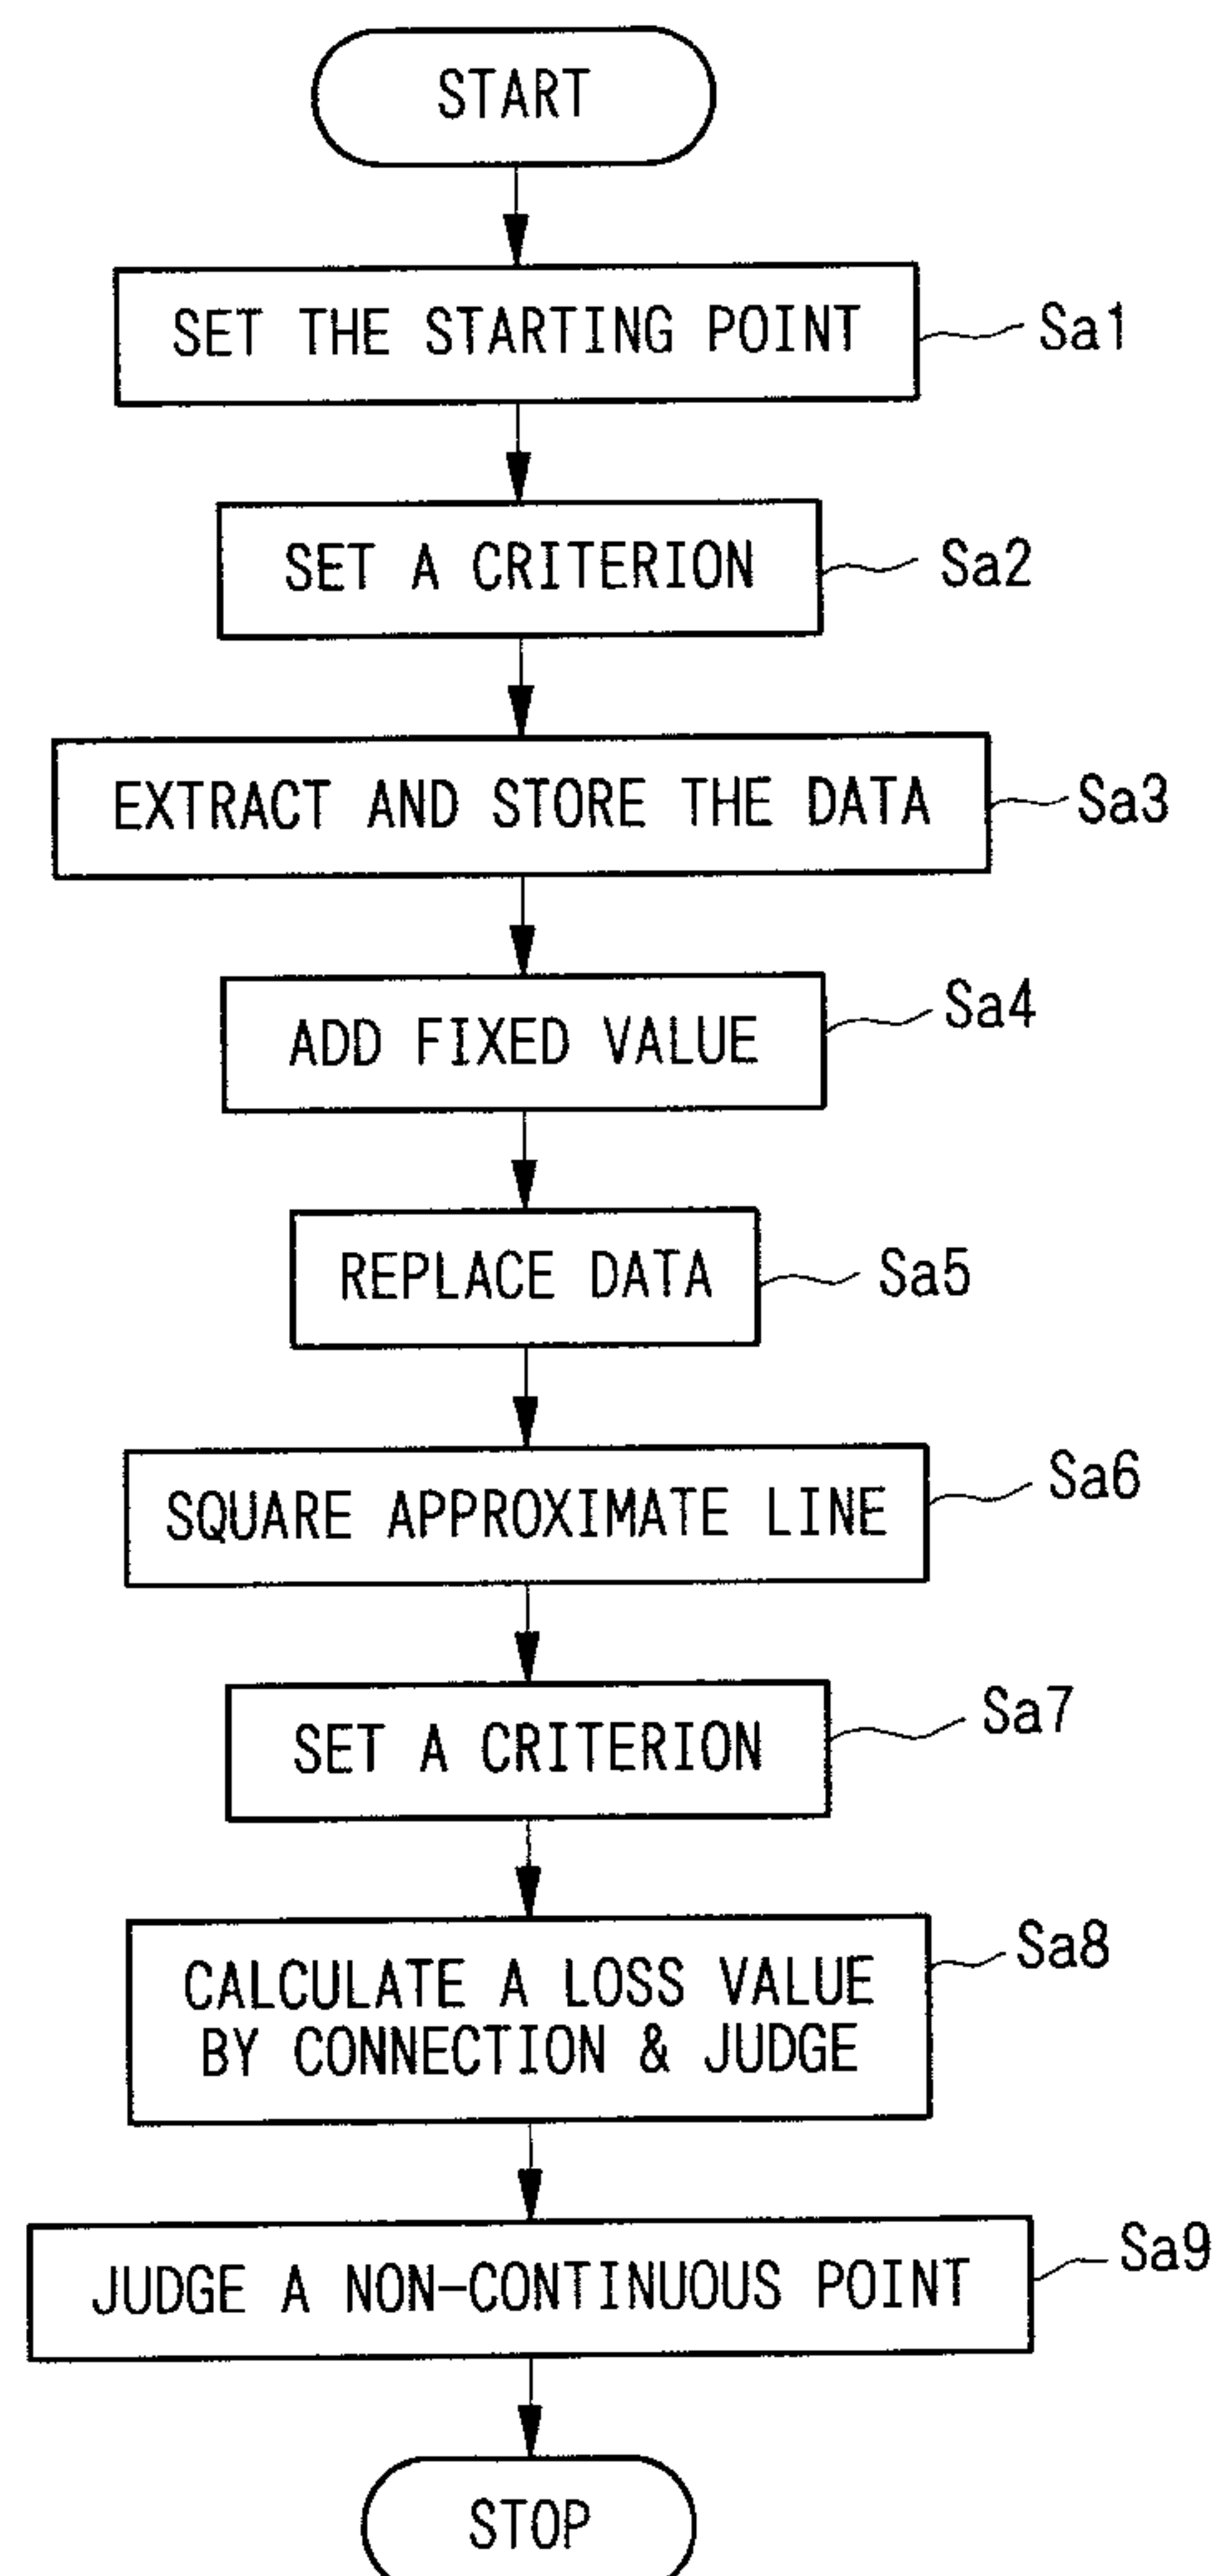 START
SET THE STARTING POINT
Sa1
SET A CRITERION
Sa2
EXTRACT AND STORE THE DATA
Sa3
ADD FIXED VALUE
Sa4
REPLACE DATA
Sa5
SQUARE APPROXIMATE LINE
Sa6
SET A CRITERION
Sa7
CALCULATE A LOSS VALUE
BY CONNECTION & JUDGE
Sa8
JUDGE A NON-CONTINUOUS POINT
Sa9
STOP